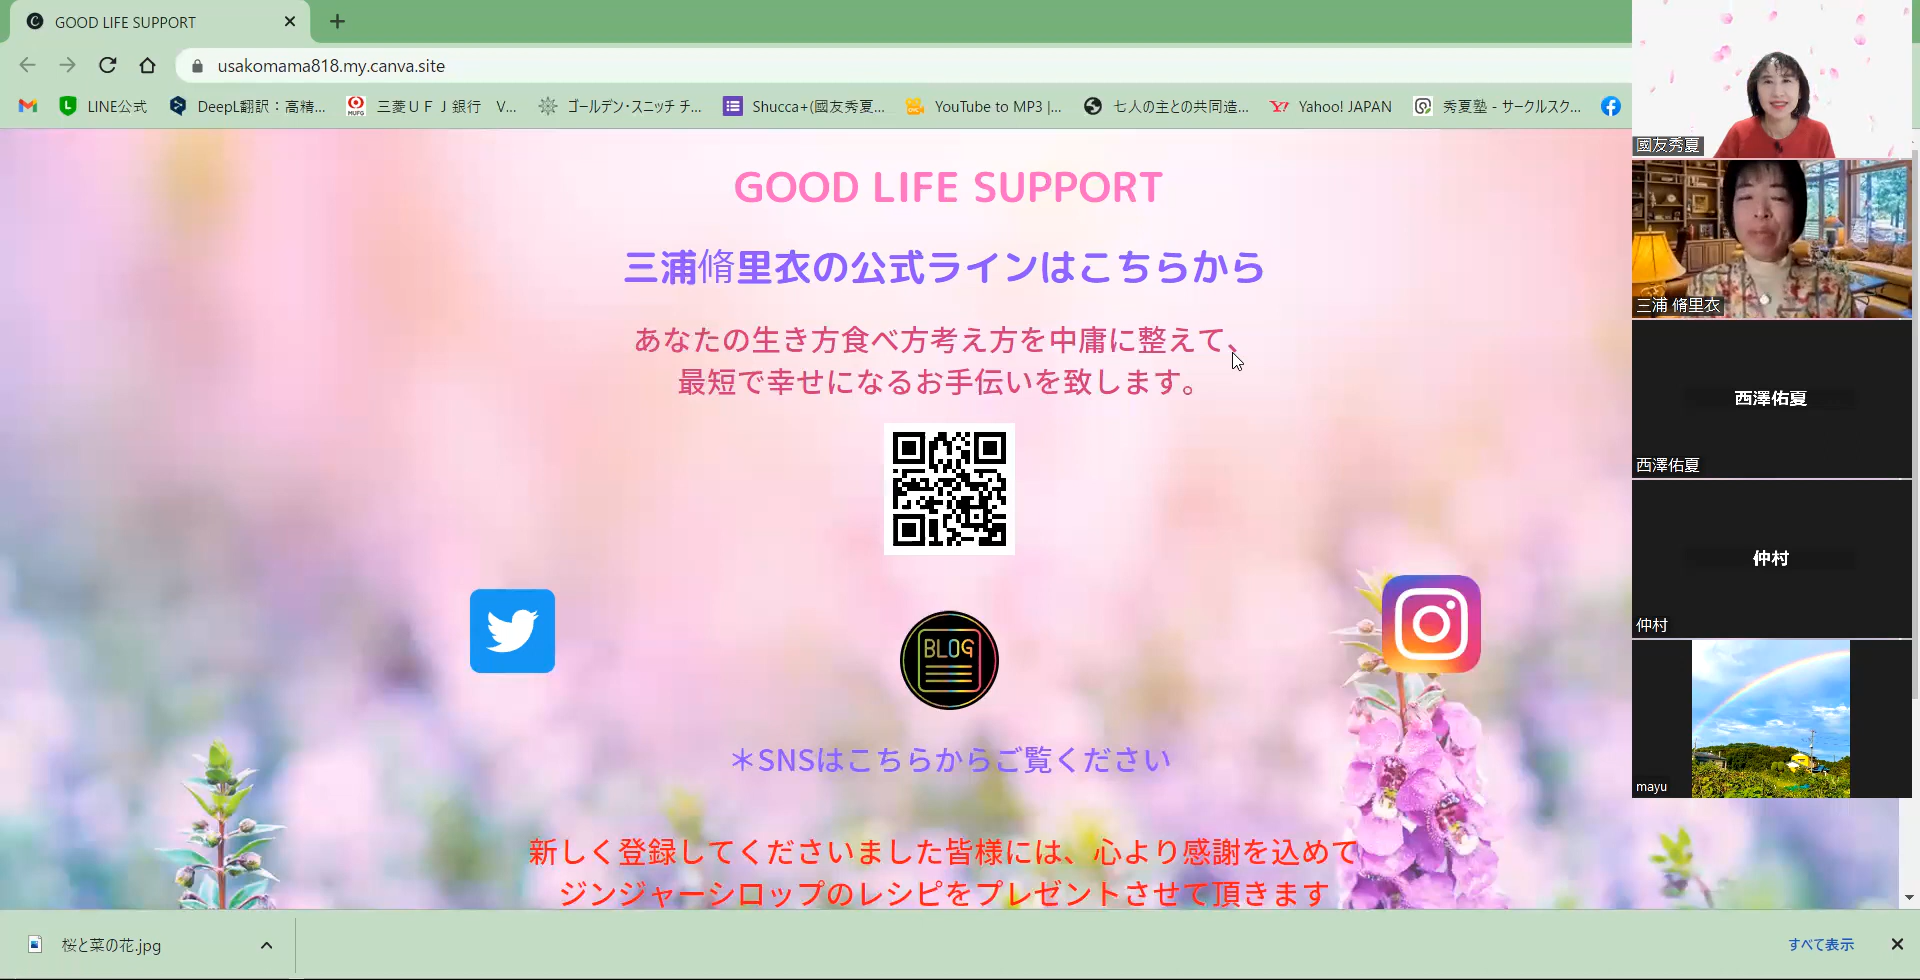 GOOD LIFE SUPPORT
usakomama818.my.canva.site
LINE公式
DeepL翻訳：高精...
三菱ＵＦＪ銀行 V...
ゴールデン･スニッチ チ...
Shucca+(國友秀夏...
YouTube to MP3 |...
七人の主との共同造...
Yahoo! JAPAN
秀夏塾 - サークルスク...
MUFG
GOOD LIFE SUPPORT
三浦脩里衣の公式ラインはこちらから
あなたの生き方食べ方考え方を中庸に整えて、
最短で幸せになるお手伝いを致します。
BLOG
＊SNSはこちらからご覧ください
新しく登録してくださいました皆様には、心より感謝を込めて
ジンジャーシロップのレシピをプレゼントさせて頂きます
國友秀夏
三浦 脩里衣
西澤佑夏
西澤佑夏
仲村
仲村
mayu
桜と菜の花.jpg
すべて表示